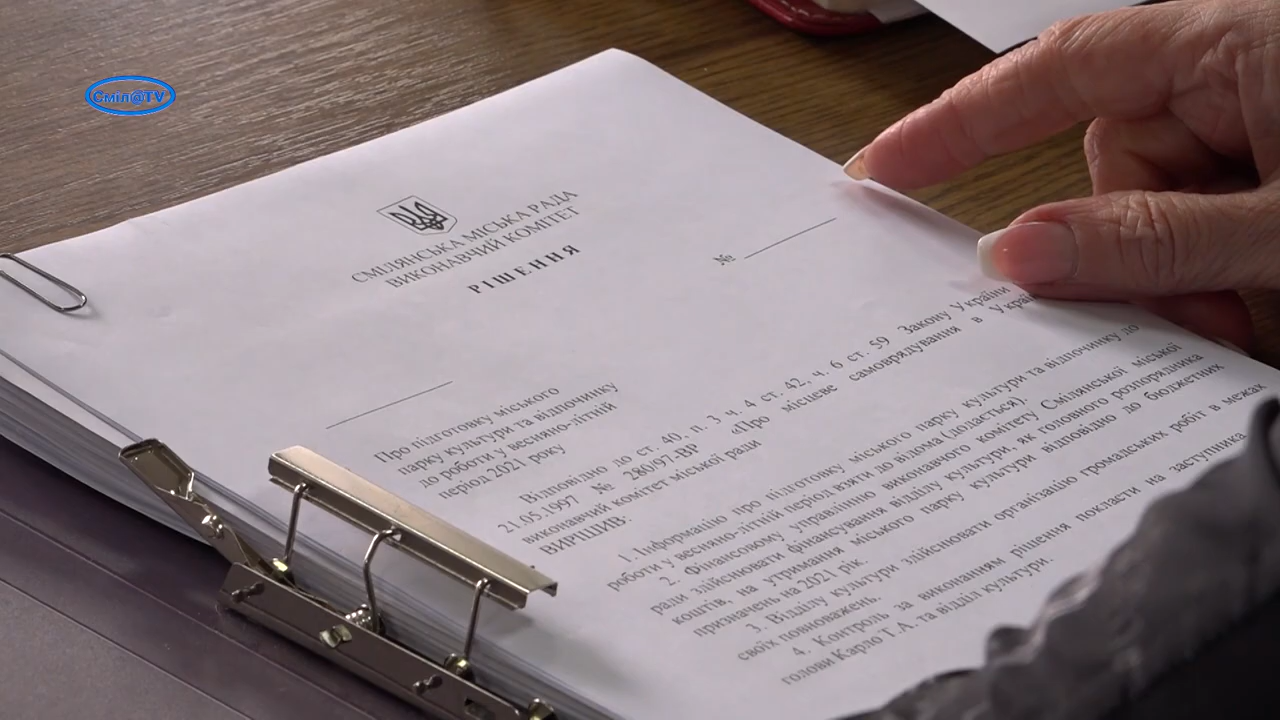 Сміл@TV
СМІЛЯНСЬКА МІСЬКА РАДА
ВИКОНАВЧИЙ КОМІТЕТ
РІШЕННЯ
№
Про підготовку міського
парку культури та відпочинку
до роботи у весняно-літній
період 2021 року
Відповідно до ст. 40, п. 3 ч. 4 ст. 42, ч. 6 ст. 59 Закону України
21.05.1997 № 280/97-ВР «Про місцеве самоврядування в Украї
виконавчий комітет міської ради
ВИРІШИВ:
1. Інформацію про підготовку міського парку культури та відпочинку до
роботи у весняно-літній період взяти до відома (додається).
2. Фінансовому управлінню виконавчого комітету Смілянської міської
ради здійснювати фінансування відділу культури, як головного розпорядника
коштів, на утримання міського парку культури відповідно до бюджетних
призначень на 2021 рік.
3. Відділу культури здійснювати організацію громадських робіт в межах
своїх повноважень.
4. Контроль за виконанням рішення покласти на заступника
голови Карло Т.А. та відділ культури.